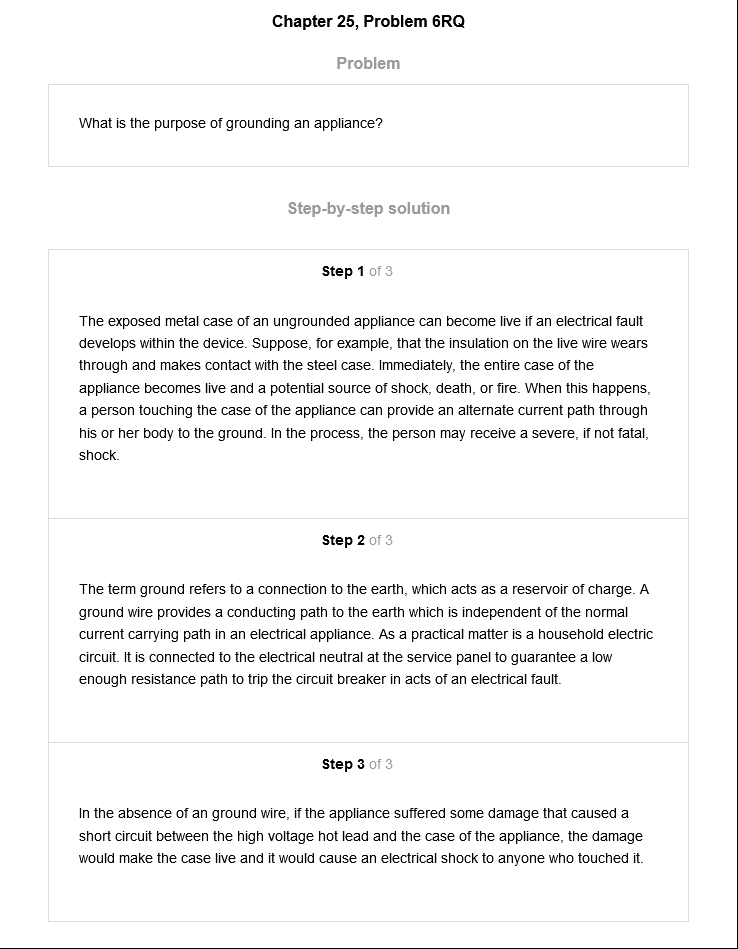 Chapter 25, Problem 6RQ
Problem
What is the purpose of grounding an appliance?
Step-by-step solution
Step 1 of 3
The exposed metal case of an ungrounded appliance can become live if an electrical fault
develops within the device. Suppose, for example, that the insulation on the live wire wears
through and makes contact with the steel case. Immediately, the entire case of the
appliance becomes live and a potential source of shock, death, or fire. When this happens,
a person touching the case of the appliance can provide an alternate current path through
his or her body to the ground. In the process, the person may receive a severe, if not fatal,
shock.
Step 2 of 3
The term ground refers to a connection to the earth, which acts as a reservoir of charge. A
ground wire provides a conducting path to the earth which is independent of the normal
current carrying path in an electrical appliance. As a practical matter is a household electric
circuit. It is connected to the electrical neutral at the service panel to guarantee a low
enough resistance path to trip the circuit breaker in acts of an electrical fault.
Step 3 of 3
In the absence of an ground wire, if the appliance suffered some damage that caused a
short circuit between the high voltage hot lead and the case of the appliance, the damage
would make the case live and it would cause an electrical shock to anyone who touched it.